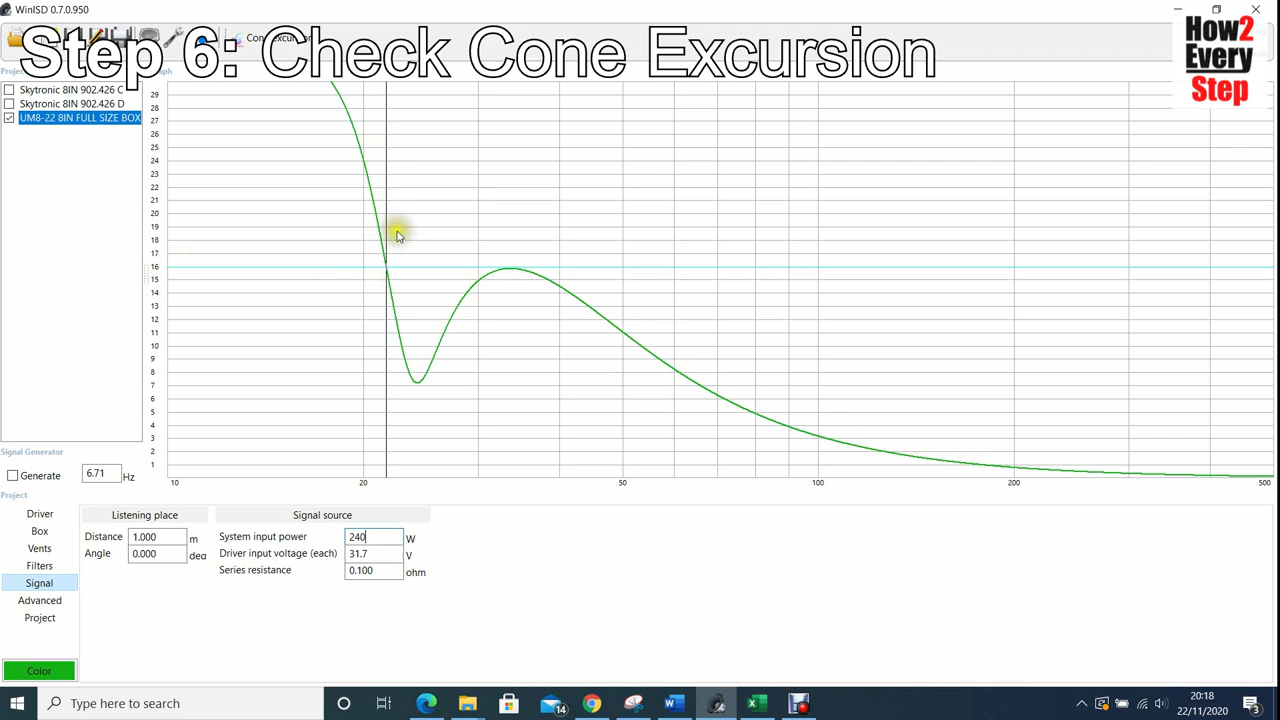 WinISD 0.7.0.950
Step 6: Check Cone Excursion
How2
Every
Step
Skytronic 8IN 902.426 C
Skytronic 8IN 902.426 D
UM8-22 8IN FULL SIZE BOX
29
28
27
26
25
24
23
22
21
20
19
18
17
16
15
14
13
12
11
10
9
8
7
6
5
4
3
2
1
10 20 50 100 200 500
Signal Generator
Generate 6.71 Hz
Project
Driver
Box
Vents
Filters
Signal
Advanced
Project
Color
Listening place
Distance 1.000 m
Angle 0.000 deg
Signal source
System input power 240 W
Driver input voltage (each) 31.7 V
Series resistance 0.100 ohm
Type here to search
14
20:18
22/11/2020
3